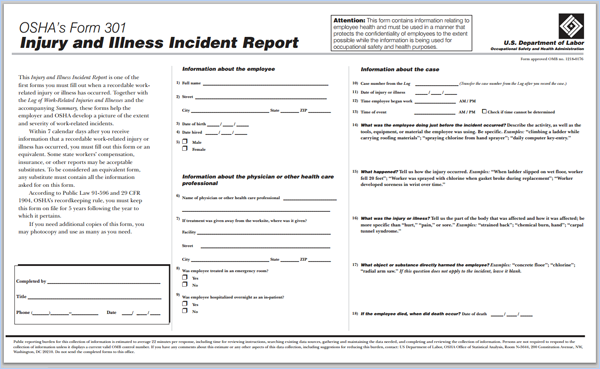 OSHA's Form 301
Injury and Illness Incident Report
Attention: This form contains information relating to
employee health and must be used in a manner that
protects the confidentiality of employees to the extent
possible while the information is being used for
occupational safety and health purposes.
U.S. Department of Labor
Occupational Safety and Health Administration
Form approved OMB no. 1218-0176
This Injury and Illness Incident Report is one of the
first forms you must fill out when a recordable work-
related injury or illness has occurred. Together with
the Log of Work-Related Injuries and Illnesses and the
accompanying Summary, these forms help the
employer and OSHA develop a picture of the extent
and severity of work-related incidents.
Within 7 calendar days after you receive
information that a recordable work-related injury or
illness has occurred, you must fill out this form or an
equivalent. Some state workers' compensation,
insurance, or other reports may be acceptable
substitutes. To be considered an equivalent form,
any substitute must contain all the information
asked for on this form.
According to Public Law 91-596 and 29 CFR
1904, OSHA's recordkeeping rule, you must keep
this form on file for 5 years following the year to
which it pertains.
If you need additional copies of this form, you
may photocopy and use as many as you need.
Completed by
Title
Phone ( ) - Date / /
Information about the employee
1) Full name
2) Street
City State ZIP
3) Date of birth / /
4) Date hired / /
5) Male
Female
Information about the physician or other health care
professional
6) Name of physician or other health care professional
7) If treatment was given away from the worksite, where was it given?
Facility
Street
City State ZIP
8) Was employee treated in an emergency room?
Yes
No
9) Was employee hospitalized overnight as an in-patient?
Yes
No
Information about the case
10) Case number from the Log (Transfer the case number from the Log after you record the case.)
11) Date of injury or illness / /
12) Time employee began work AM / PM
13) Time of event AM / PM Check if time cannot be determined
14) What was the employee doing just before the incident occurred? Describe the activity, as well as the
tools, equipment, or material the employee was using. Be specific. Examples: "climbing a ladder while
carrying roofing materials"; "spraying chlorine from hand sprayer"; "daily computer key-entry."
15) What happened? Tell us how the injury occurred. Examples: "When ladder slipped on wet floor, worker
fell 20 feet"; "Worker was sprayed with chlorine when gasket broke during replacement"; "Worker
developed soreness in wrist over time."
16) What was the injury or illness? Tell us the part of the body that was affected and how it was affected; be
more specific than "hurt," "pain," or sore." Examples: "strained back"; "chemical burn, hand"; "carpal
tunnel syndrome."
17) What object or substance directly harmed the employee? Examples: "concrete floor"; "chlorine";
"radial arm saw." If this question does not apply to the incident, leave it blank.
18) If the employee died, when did death occur? Date of death / /
Public reporting burden for this collection of information is estimated to average 22 minutes per response, including time for reviewing instructions, searching existing data sources, gathering and maintaining the data needed, and completing and reviewing the collection of information. Persons are not required to respond to the
collection of information unless it displays a current valid OMB control number. If you have any comments about this estimate or any other aspects of this data collection, including suggestions for reducing this burden, contact: US Department of Labor, OSHA Office of Statistical Analysis, Room N-3644, 200 Constitution Avenue, NW,
Washington, DC 20210. Do not send the completed forms to this office.